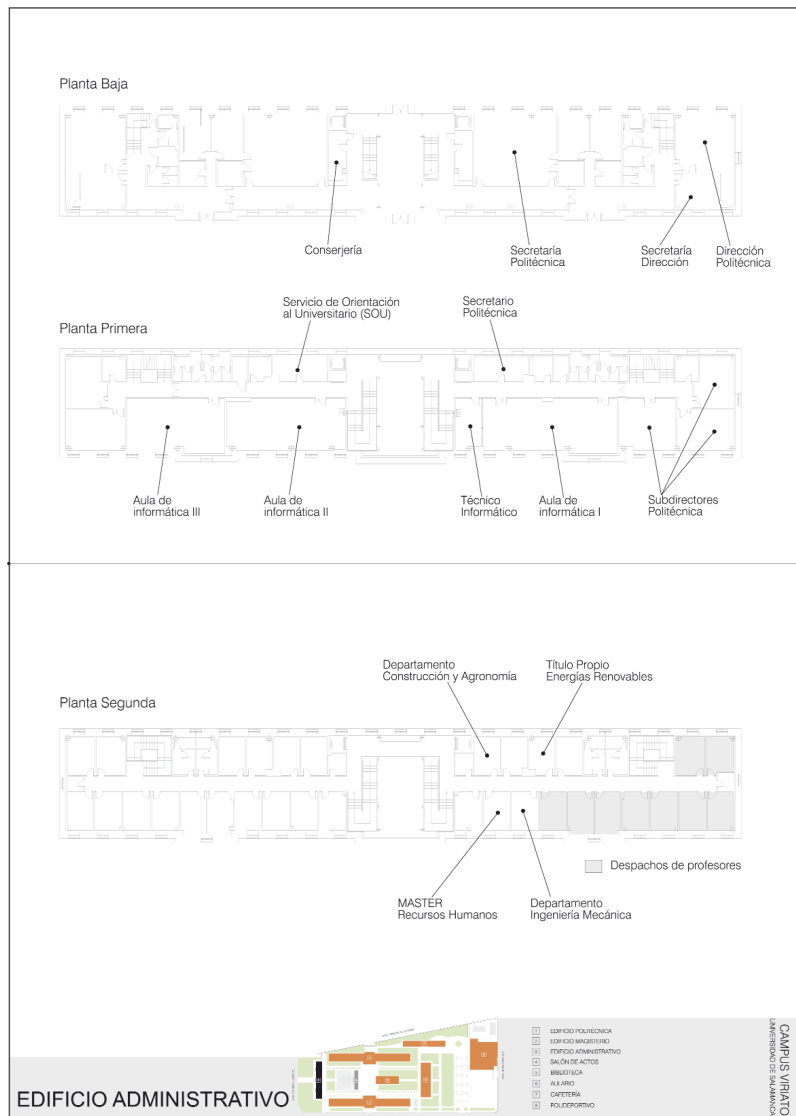 Planta Baja
Conserjería
Secretaría
Politécnica
Secretaría
Dirección
Dirección
Politécnica
Planta Primera
Servicio de Orientación
al Universitario (SOU)
Secretario
Politécnica
Aula de
informática III
Aula de
informática II
Técnico
Informático
Aula de
informática I
Subdirectores
Politécnica
Planta Segunda
Departamento
Construcción y Agronomía
Título Propio
Energías Renovables
Despachos de profesores
MASTER
Recursos Humanos
Departamento
Ingeniería Mecánica
EDIFICIO ADMINISTRATIVO
1 EDIFICIO POLITÉCNICA
2 EDIFICIO MAGISTERIO
3 EDIFICIO ADMINISTRATIVO
4 SALÓN DE ACTOS
5 BIBLIOTECA
6 AULARIO
7 CAFETERÍA
8 POLIDEPORTIVO
CAMPUS VIRIATO
UNIVERSIDAD DE SALAMANCA